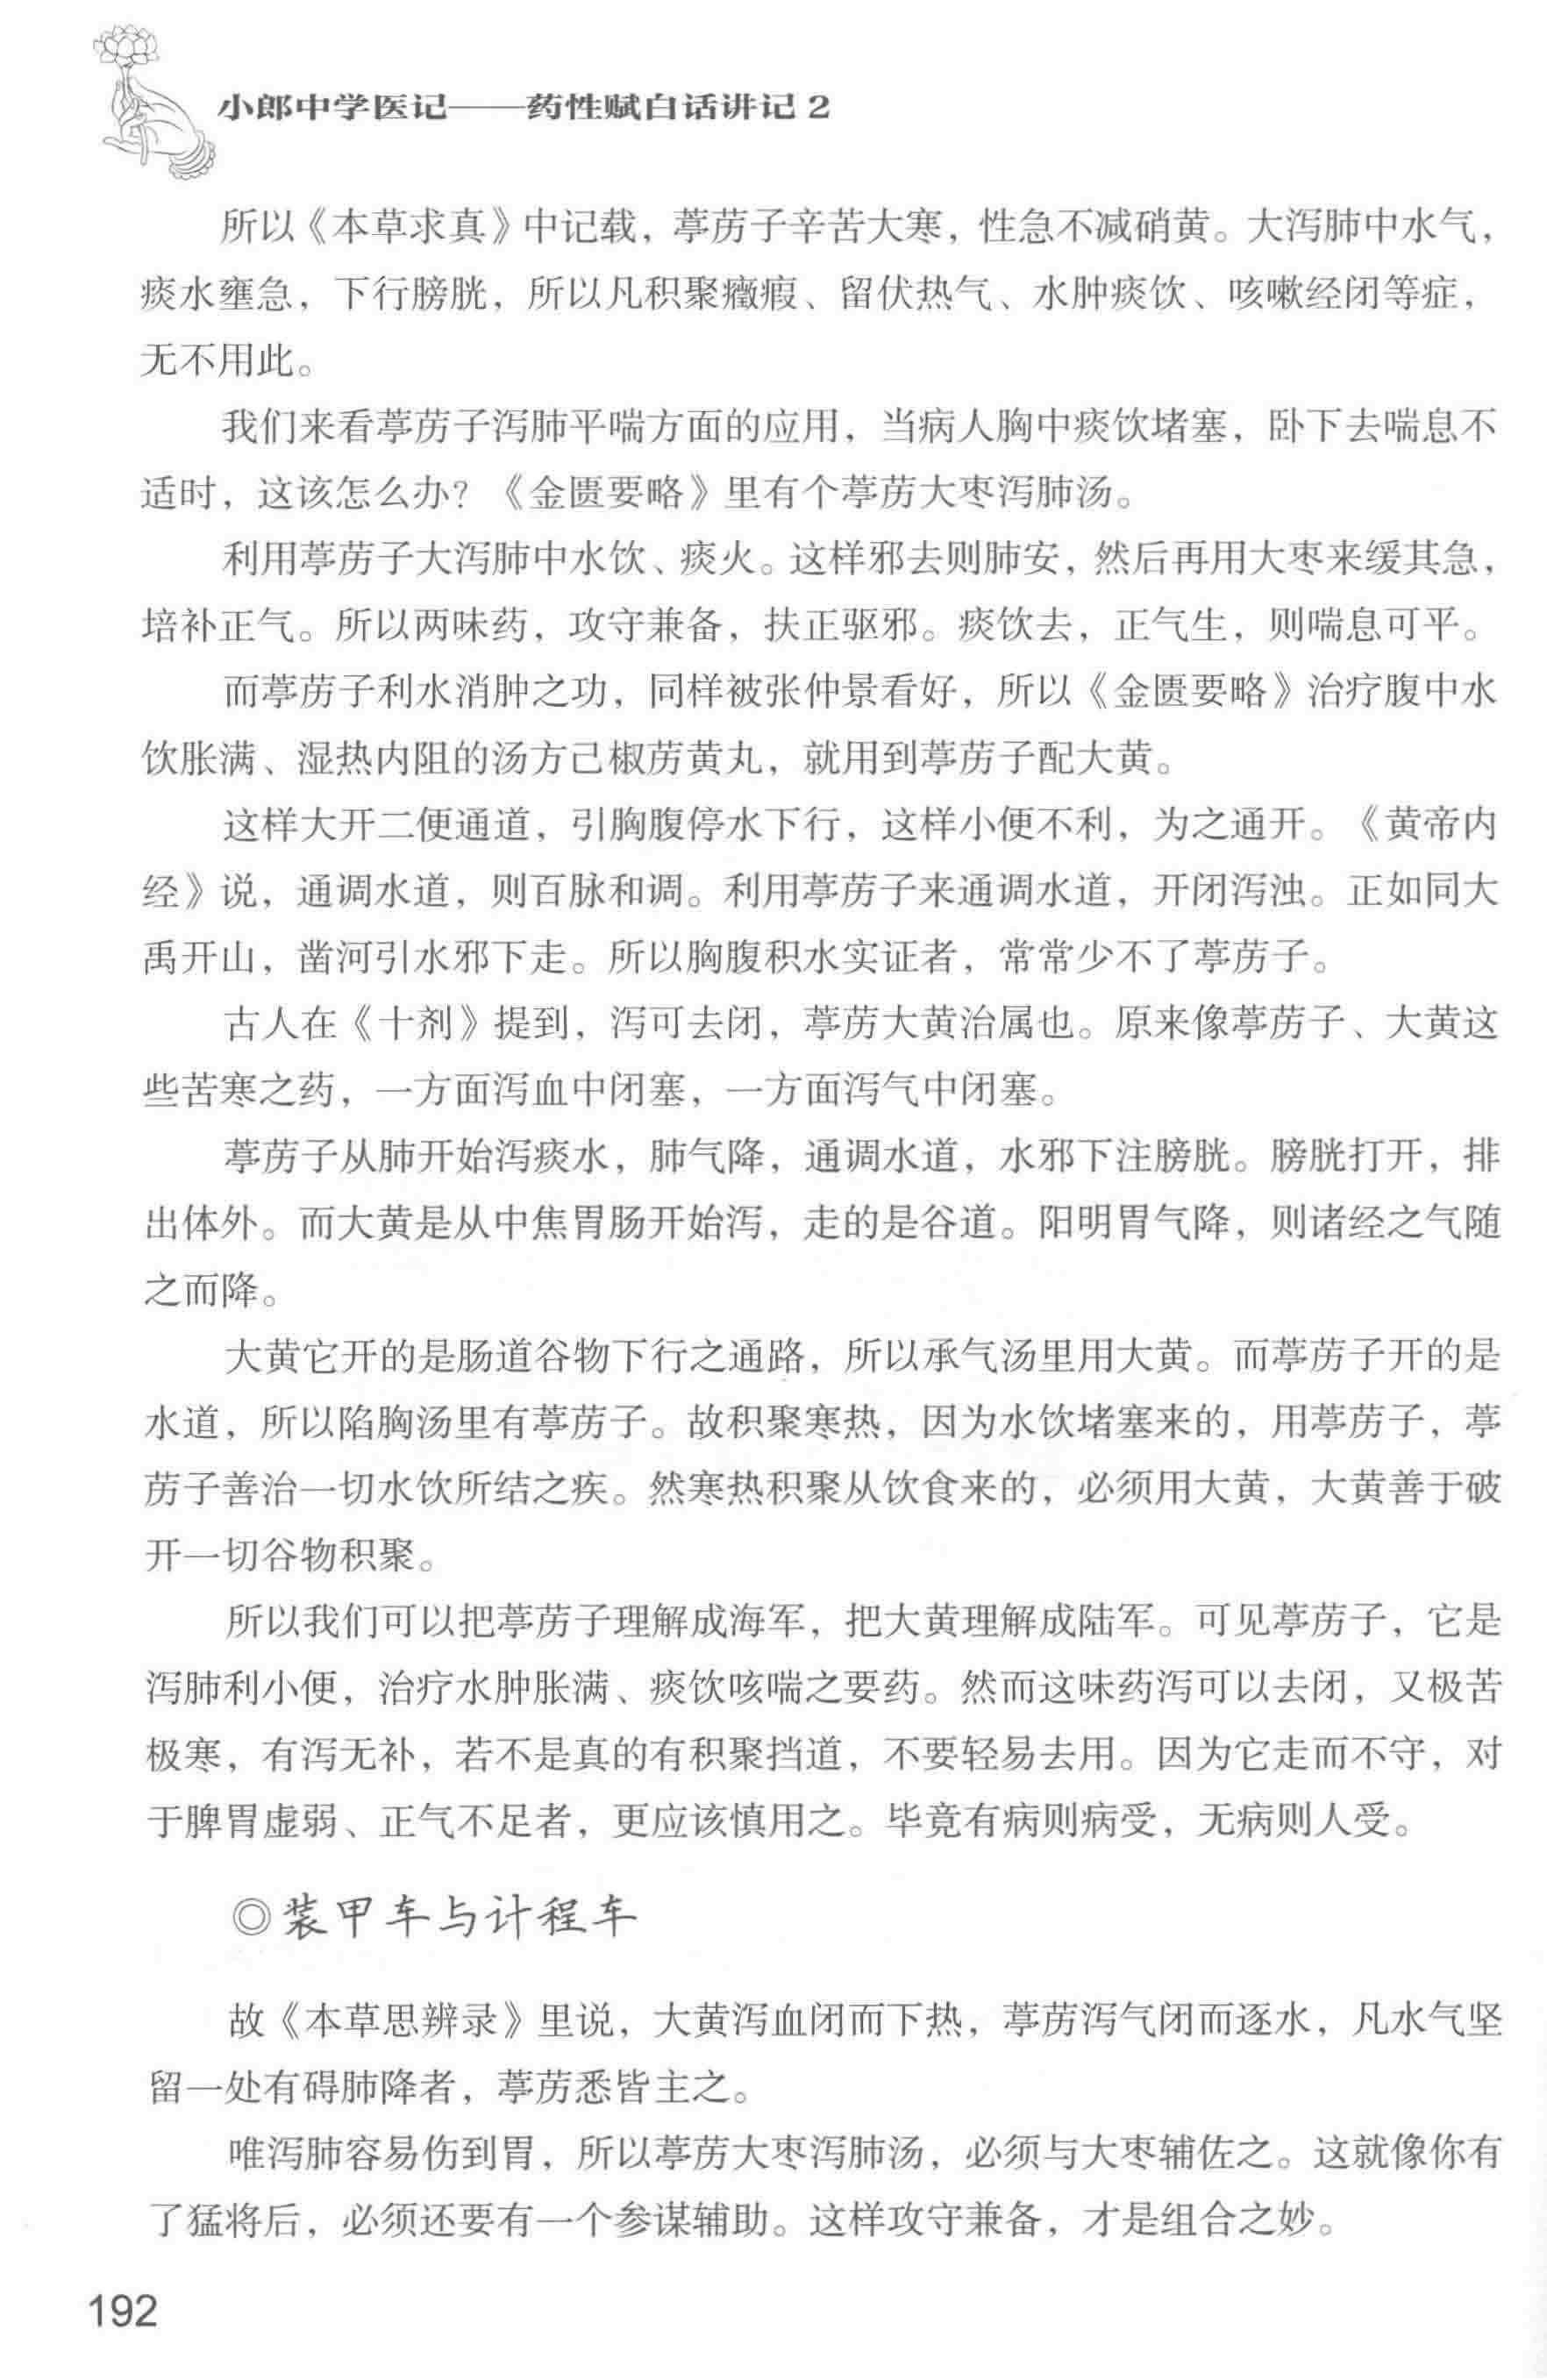 小郎中学医记——药性赋白话讲记 2
所以《本草求真》中记载，葶苈子辛苦大寒，性急不减硝黄。大泻肺中水气，
痰水壅急，下行膀胱，所以凡积聚癥瘕、留伏热气、水肿痰饮、咳嗽经闭等症，
无不用此。
我们来看葶苈子泻肺平喘方面的应用，当病人胸中痰饮堵塞，卧下去喘息不
适时，这该怎么办？《金匮要略》里有个葶苈大枣泻肺汤。
利用葶苈子大泻肺中水饮、痰火。这样邪去则肺安，然后再用大枣来缓其急，
培补正气。所以两味药，攻守兼备，扶正驱邪。痰饮去，正气生，则喘息可平。
而葶苈子利水消肿之功，同样被张仲景看好，所以《金匮要略》治疗腹中水
饮胀满、湿热内阻的汤方己椒苈黄丸，就用到葶苈子配大黄。
这样大开二便通道，引胸腹停水下行，这样小便不利，为之通开。《黄帝内
经》说，通调水道，则百脉和调。利用葶苈子来通调水道，开闭泻浊。正如同大
禹开山，凿河引水邪下走。所以胸腹积水实证者，常常少不了葶苈子。
古人在《十剂》提到，泻可去闭，葶苈大黄治属也。原来像葶苈子、大黄这
些苦寒之药，一方面泻血中闭塞，一方面泻气中闭塞。
葶苈子从肺开始泻痰水，肺气降，通调水道，水邪下注膀胱。膀胱打开，排
出体外。而大黄是从中焦胃肠开始泻，走的是谷道。阳明胃气降，则诸经之气随
之而降。
大黄它开的是肠道谷物下行之通路，所以承气汤里用大黄。而葶苈子开的是
水道，所以陷胸汤里有葶苈子。故积聚寒热，因为水饮堵塞来的，用葶苈子，葶
苈子善治一切水饮所结之疾。然寒热积聚从饮食来的，必须用大黄，大黄善于破
开一切谷物积聚。
所以我们可以把葶苈子理解成海军，把大黄理解成陆军。可见葶苈子，它是
泻肺利小便，治疗水肿胀满、痰饮咳喘之要药。然而这味药泻可以去闭，又极苦
极寒，有泻无补，若不是真的有积聚挡道，不要轻易去用。因为它走而不守，对
于脾胃虚弱、正气不足者，更应该慎用之。毕竟有病则病受，无病则人受。
◎装甲车与计程车
故《本草思辨录》里说，大黄泻血闭而下热，葶苈泻气闭而逐水，凡水气坚
留一处有碍肺降者，葶苈悉皆主之。
唯泻肺容易伤到胃，所以葶苈大枣泻肺汤，必须与大枣辅佐之。这就像你有
了猛将后，必须还要有一个参谋辅助。这样攻守兼备，才是组合之妙。
192